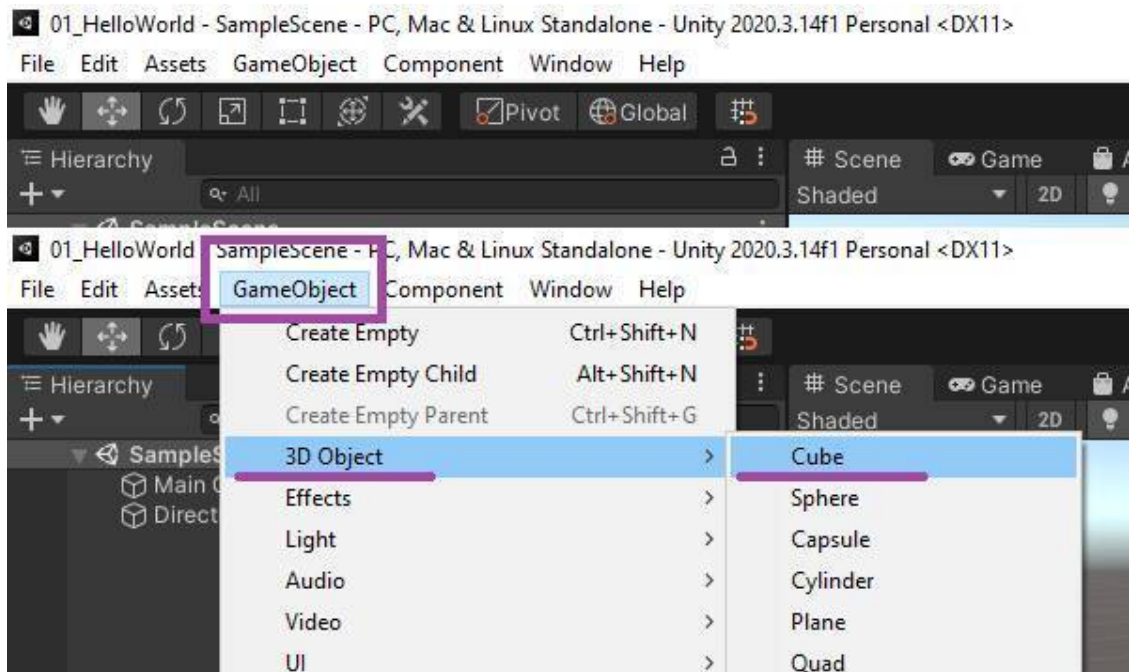 01_HelloWorld - SampleScene - PC, Mac & Linux Standalone - Unity 2020.3.14f1 Personal <DX11>
File Edit Assets GameObject Component Window Help
Pivot Global
Hierarchy
Scene Game
All
Shaded 2D
SampleScene
01_HelloWorld - SampleScene - PC, Mac & Linux Standalone - Unity 2020.3.14f1 Personal <DX11>
File Edit Assets GameObject Component Window Help
Create Empty Ctrl+Shift+N
Hierarchy
Create Empty Child Alt+Shift+N
Scene Game
Create Empty Parent Ctrl+Shift+G
Shaded 2D
SampleS
3D Object
Cube
Main
Direct
Effects
Sphere
Light
Capsule
Audio
Cylinder
Video
Plane
UI
Quad